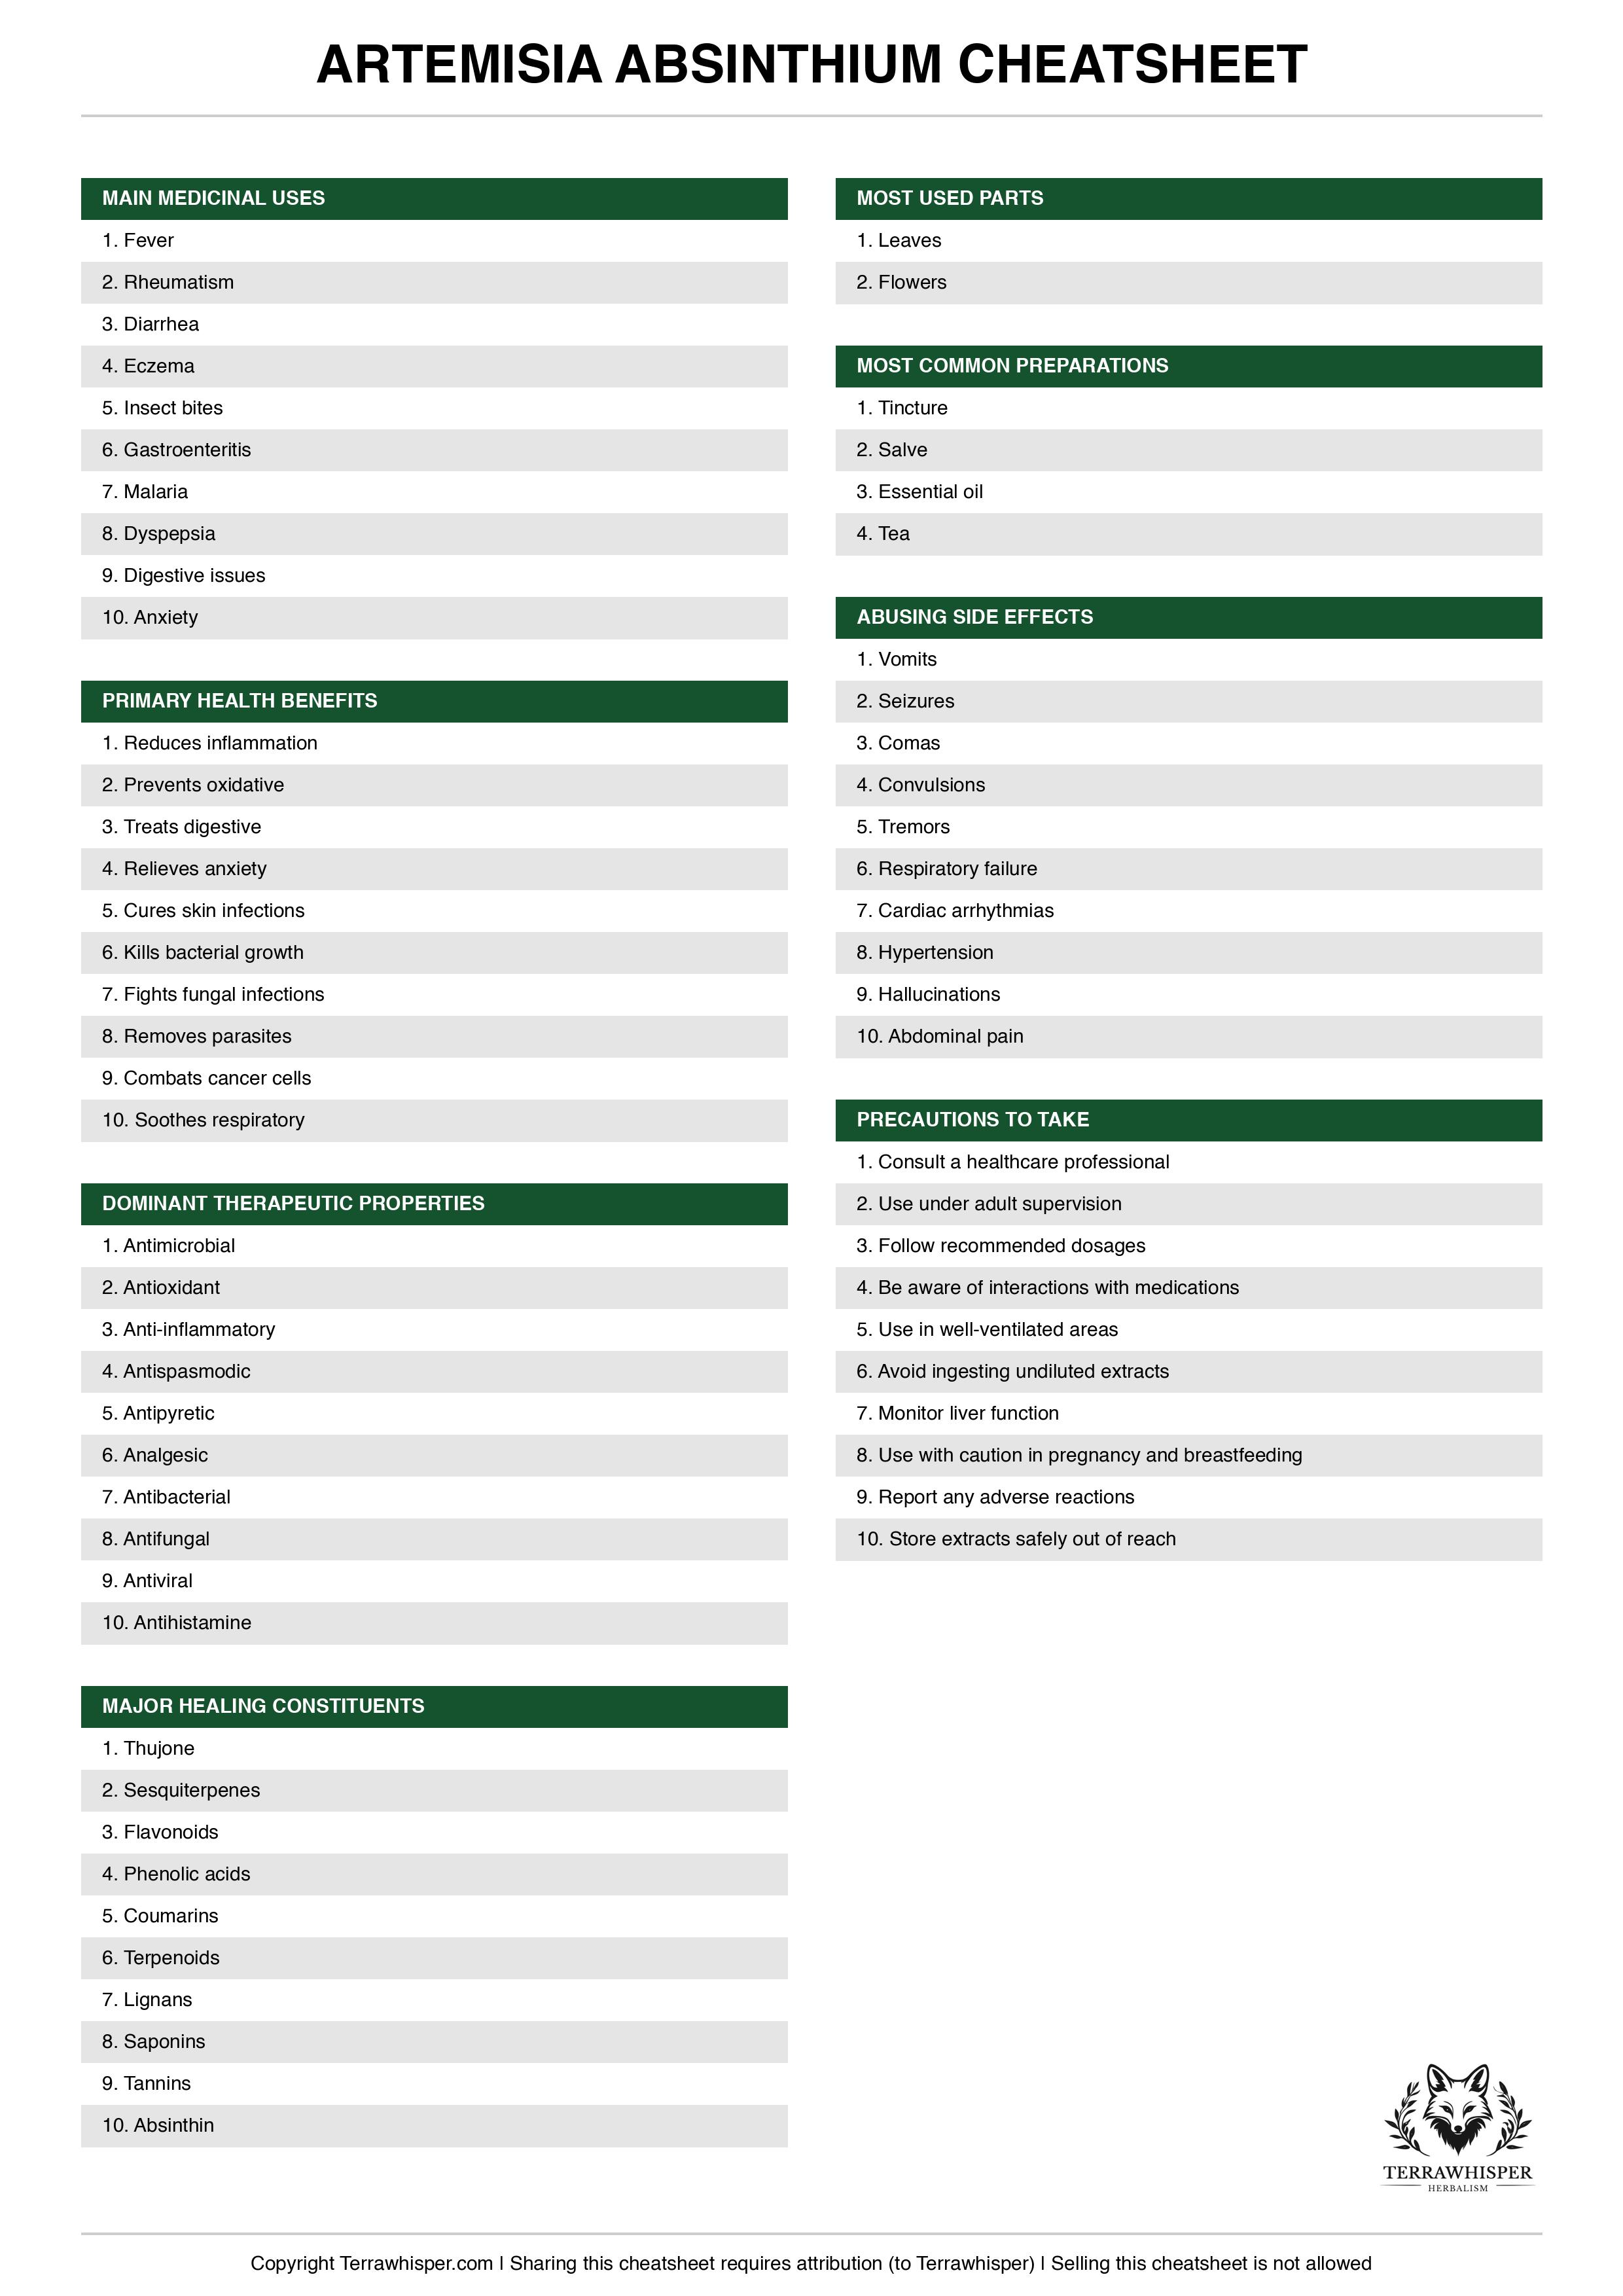 ARTEMISIA ABSINTHIUM CHEATSHEET
MAIN MEDICINAL USES
1. Fever
2. Rheumatism
3. Diarrhea
4. Eczema
5. Insect bites
6. Gastroenteritis
7. Malaria
8. Dyspepsia
9. Digestive issues
10. Anxiety
PRIMARY HEALTH BENEFITS
1. Reduces inflammation
2. Prevents oxidative
3. Treats digestive
4. Relieves anxiety
5. Cures skin infections
6. Kills bacterial growth
7. Fights fungal infections
8. Removes parasites
9. Combats cancer cells
10. Soothes respiratory
DOMINANT THERAPEUTIC PROPERTIES
1. Antimicrobial
2. Antioxidant
3. Anti-inflammatory
4. Antispasmodic
5. Antipyretic
6. Analgesic
7. Antibacterial
8. Antifungal
9. Antiviral
10. Antihistamine
MAJOR HEALING CONSTITUENTS
1. Thujone
2. Sesquiterpenes
3. Flavonoids
4. Phenolic acids
5. Coumarins
6. Terpenoids
7. Lignans
8. Saponins
9. Tannins
10. Absinthin
MOST USED PARTS
1. Leaves
2. Flowers
MOST COMMON PREPARATIONS
1. Tincture
2. Salve
3. Essential oil
4. Tea
ABUSING SIDE EFFECTS
1. Vomits
2. Seizures
3. Comas
4. Convulsions
5. Tremors
6. Respiratory failure
7. Cardiac arrhythmias
8. Hypertension
9. Hallucinations
10. Abdominal pain
PRECAUTIONS TO TAKE
1. Consult a healthcare professional
2. Use under adult supervision
3. Follow recommended dosages
4. Be aware of interactions with medications
5. Use in well-ventilated areas
6. Avoid ingesting undiluted extracts
7. Monitor liver function
8. Use with caution in pregnancy and breastfeeding
9. Report any adverse reactions
10. Store extracts safely out of reach
TERRAWHISPER
HERBALISM
Copyright Terrawhisper.com | Sharing this cheatsheet requires attribution (to Terrawhisper) | Selling this cheatsheet is not allowed